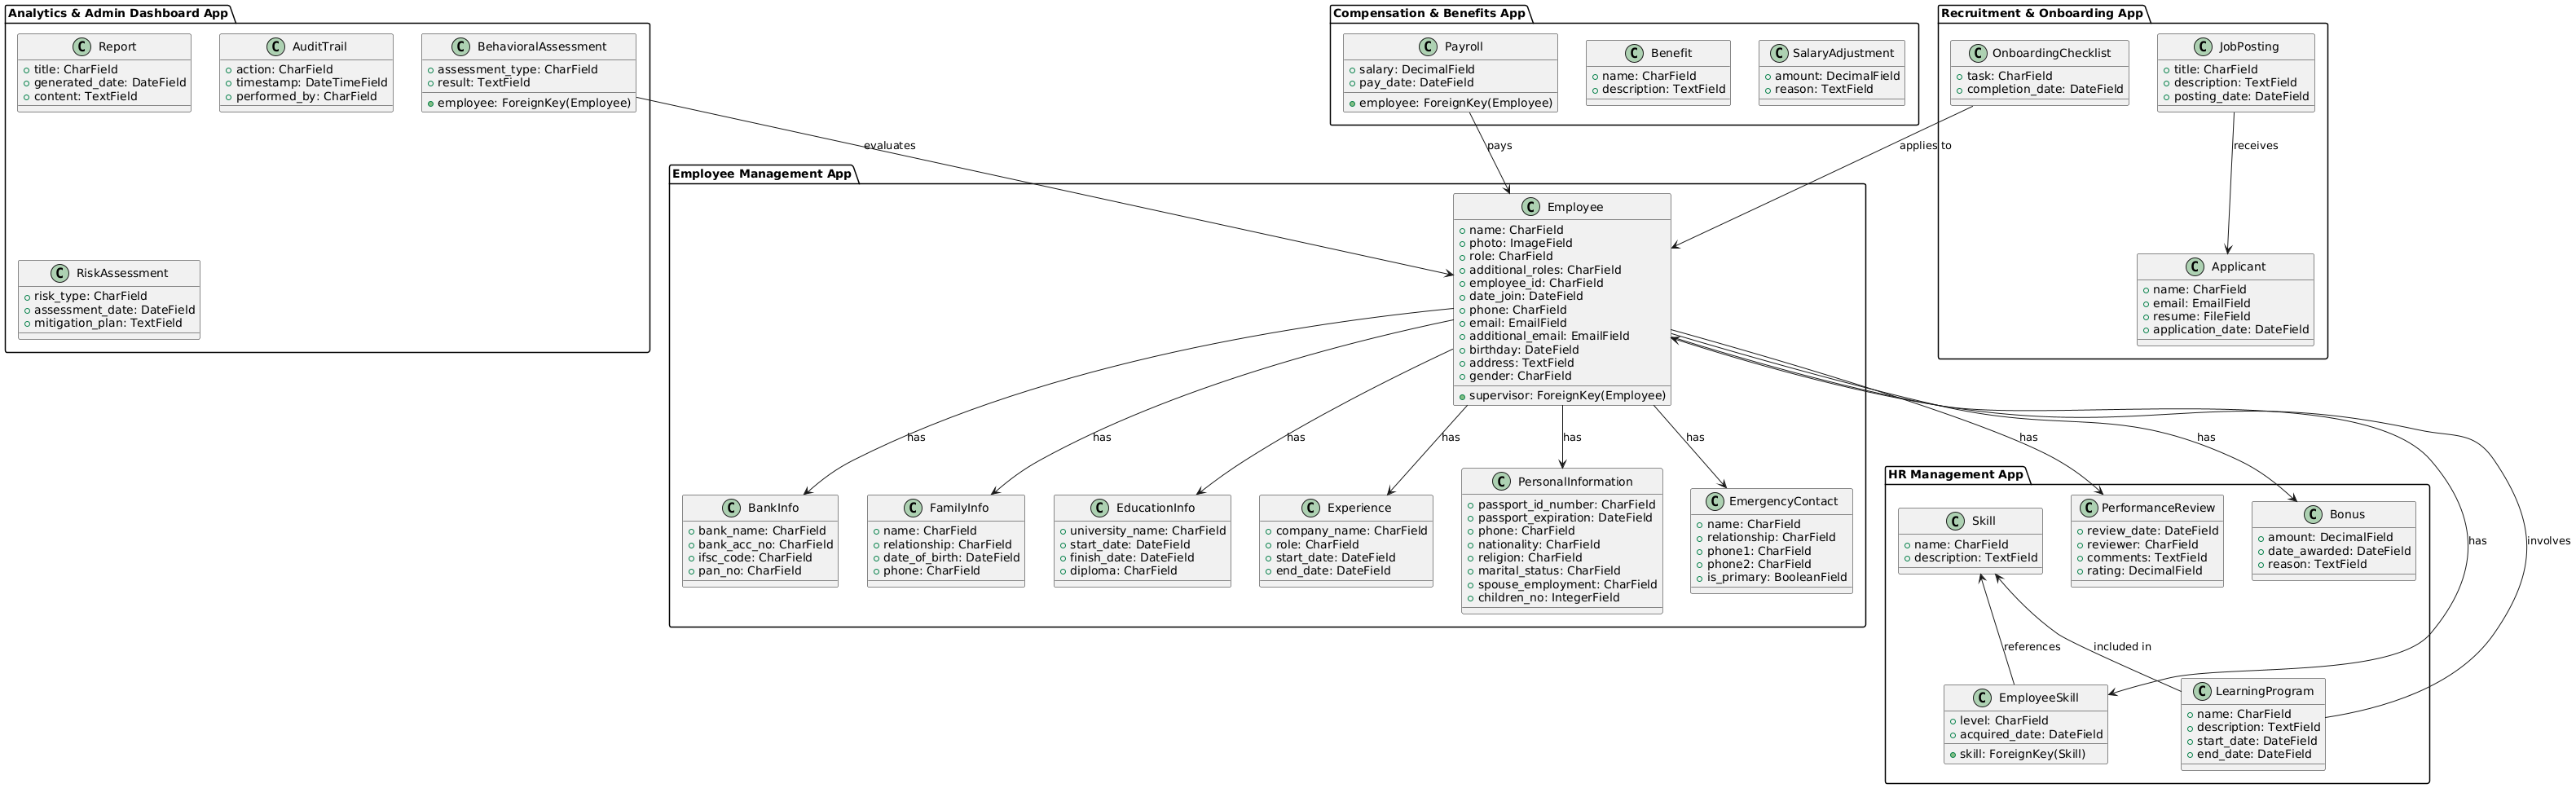 Analytics & Admin Dashboard App
C Report
title: CharField
generated_date: DateField
content: TextField
C AuditTrail
action: CharField
timestamp: DateTimeField
performed_by: CharField
C BehavioralAssessment
assessment_type: CharField
result: TextField
employee: ForeignKey(Employee)
C RiskAssessment
risk_type: CharField
assessment_date: DateField
mitigation_plan: TextField
evaluates
Compensation & Benefits App
C Payroll
salary: DecimalField
pay_date: DateField
employee: ForeignKey(Employee)
C Benefit
name: CharField
description: TextField
C SalaryAdjustment
amount: DecimalField
reason: TextField
pays
Recruitment & Onboarding App
C OnboardingChecklist
task: CharField
completion_date: DateField
C JobPosting
title: CharField
description: TextField
posting_date: DateField
applies to
receives
C Applicant
name: CharField
email: EmailField
resume: FileField
application_date: DateField
Employee Management App
C Employee
name: CharField
photo: ImageField
role: CharField
additional_roles: CharField
employee_id: CharField
date_join: DateField
phone: CharField
email: EmailField
additional_email: EmailField
birthday: DateField
address: TextField
gender: CharField
supervisor: ForeignKey(Employee)
has
has
has
has
has
has
has
has
C BankInfo
bank_name: CharField
bank_acc_no: CharField
ifsc_code: CharField
pan_no: CharField
C FamilyInfo
name: CharField
relationship: CharField
date_of_birth: DateField
phone: CharField
C EducationInfo
university_name: CharField
start_date: DateField
finish_date: DateField
diploma: CharField
C Experience
company_name: CharField
role: CharField
start_date: DateField
end_date: DateField
C PersonalInformation
passport_id_number: CharField
passport_expiration: DateField
phone: CharField
nationality: CharField
religion: CharField
marital_status: CharField
spouse_employment: CharField
children_no: IntegerField
C EmergencyContact
name: CharField
relationship: CharField
phone1: CharField
phone2: CharField
is_primary: BooleanField
HR Management App
C Skill
name: CharField
description: TextField
C PerformanceReview
review_date: DateField
reviewer: CharField
comments: TextField
rating: DecimalField
C Bonus
amount: DecimalField
date_awarded: DateField
reason: TextField
has
involves
references
included in
C EmployeeSkill
level: CharField
acquired_date: DateField
skill: ForeignKey(Skill)
C LearningProgram
name: CharField
description: TextField
start_date: DateField
end_date: DateField